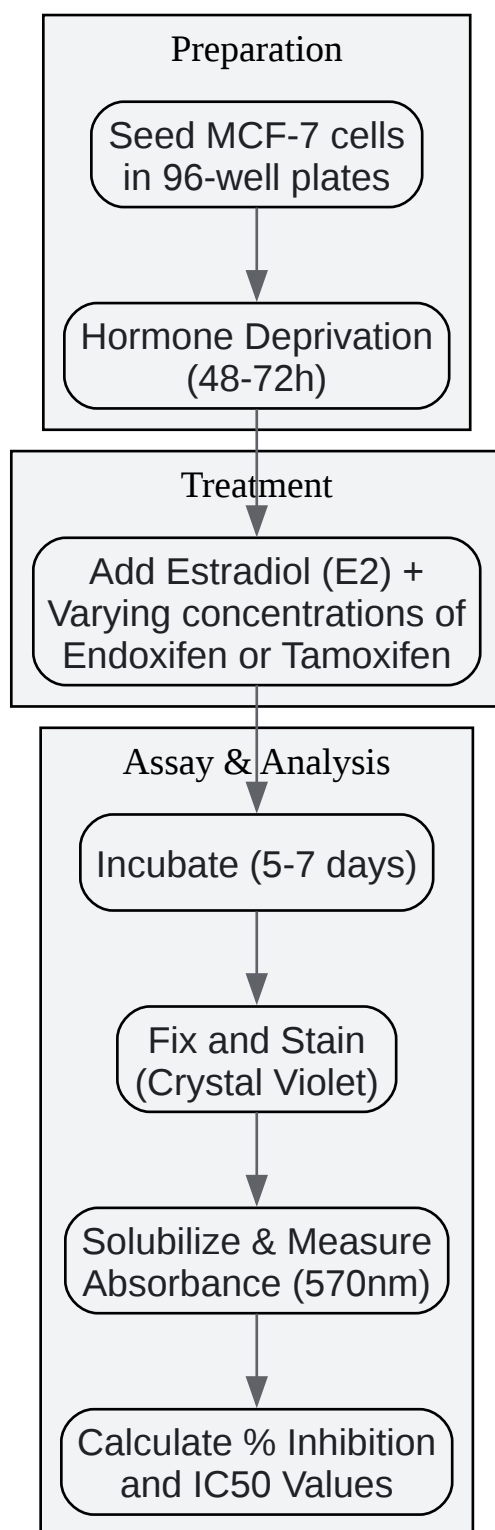 Preparation
Seed MCF-7 cells
in 96-well plates
Hormone Deprivation
(48-72h)
Treatment
Add Estradiol (E2) +
Varying concentrations of
Endoxifen or Tamoxifen
Assay & Analysis
Incubate (5-7 days)
Fix and Stain
(Crystal Violet)
Solubilize & Measure
Absorbance (570nm)
Calculate % Inhibition
and IC50 Values